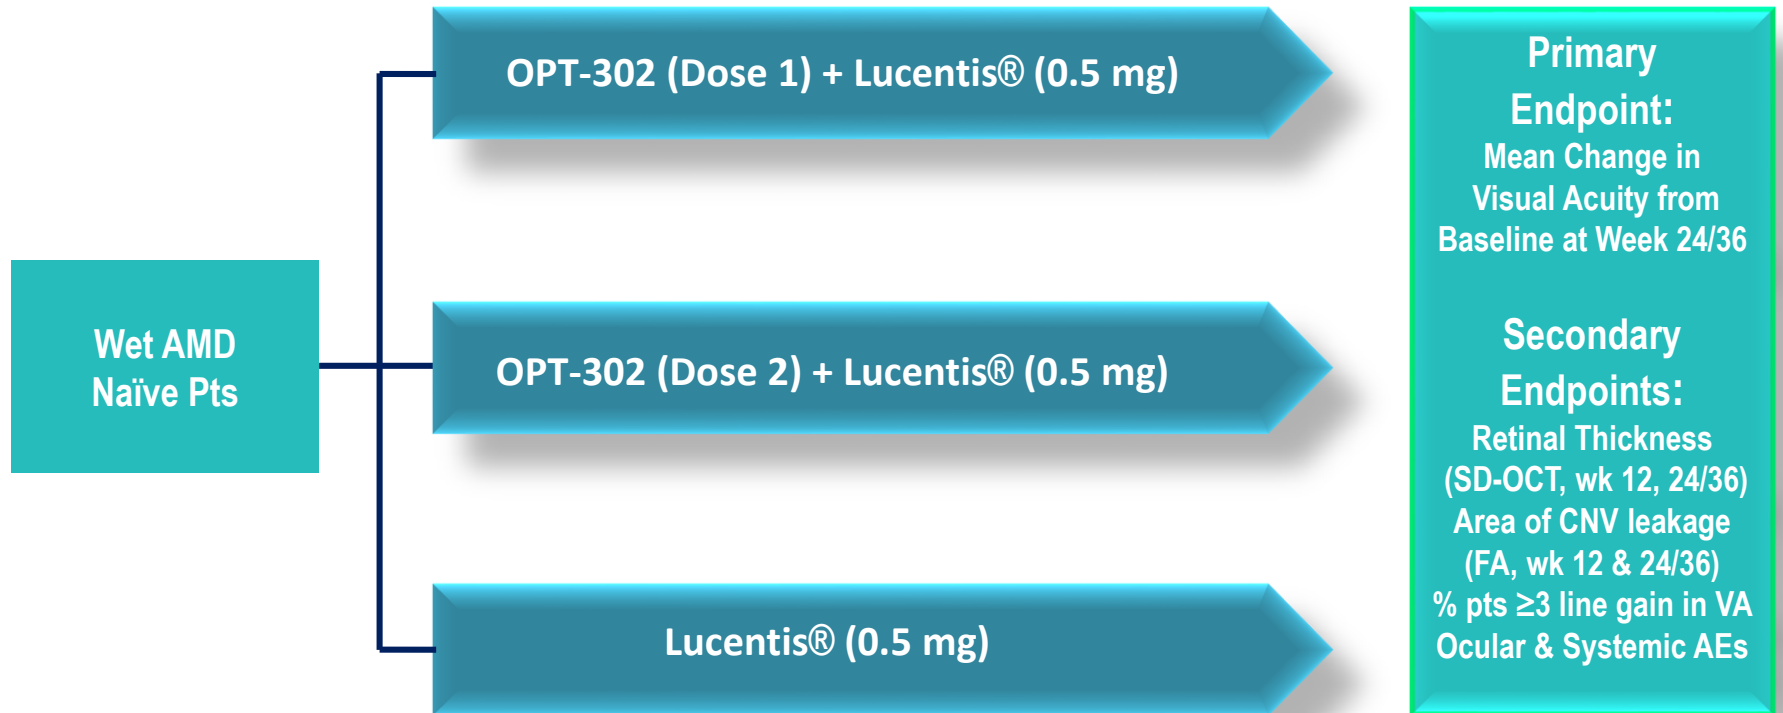 Wet AMD
Naïve Pts
OPT-302 (Dose 1) + Lucentis® (0.5 mg)
OPT-302 (Dose 2) + Lucentis® (0.5 mg)
Lucentis® (0.5 mg)
Primary
Endpoint:
Mean Change in
Visual Acuity from
Baseline at Week 24/36
Secondary
Endpoints:
Retinal Thickness
(SD-OCT, wk 12, 24/36)
Area of CNV leakage
(FA, wk 12 & 24/36)
% pts ≥3 line gain in VA
Ocular & Systemic AEs